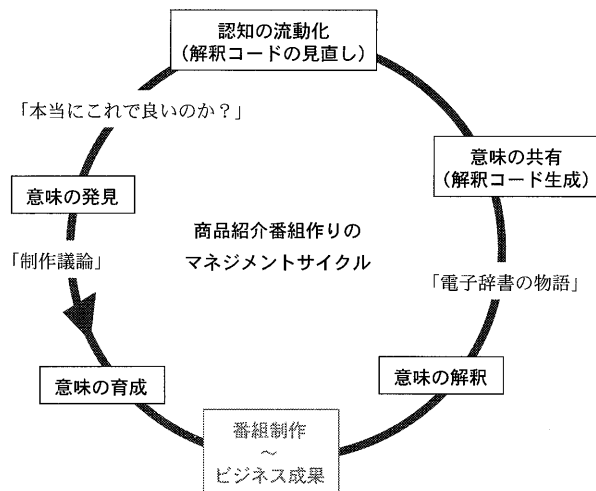 認知の流動化
(解釈コードの見直し)
「本当にこれで良いのか？」
意味の共有
(解釈コード生成)
意味の発見
商品紹介番組作りの
マネジメントサイクル
「制作議論」
「電子辞書の物語」
意味の育成
意味の解釈
番組制作
～
ビジネス成果